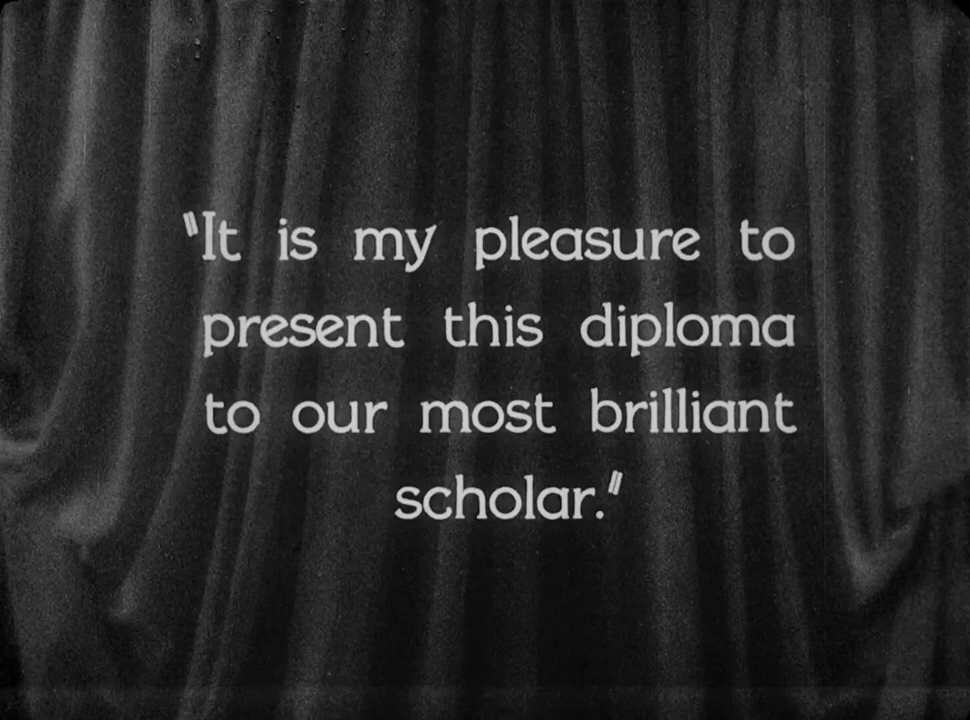 "It is my pleasure to
present this diploma
to our most brilliant
scholar."